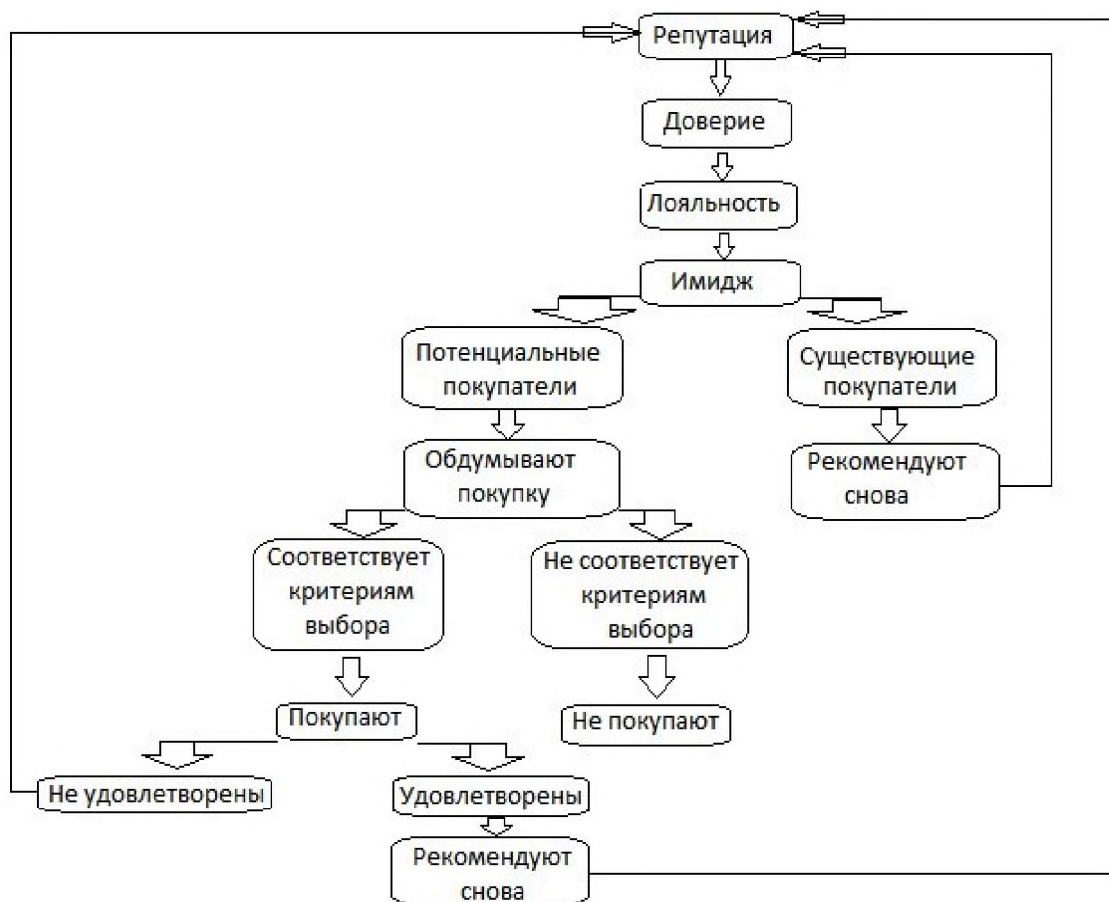 Репутация
Доверие
Лояльность
Имидж
Потенциальные
покупатели
Существующие
покупатели
Обдумывают
покупку
Рекомендуют
снова
Соответствует
критериям
выбора
Не соответствует
критериям
выбора
Покупают
Не покупают
Не удовлетворены
Удовлетворены
Рекомендуют
снова